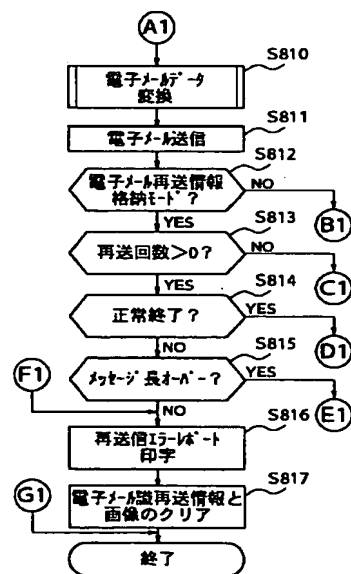 A1
S810
電子メールデータ
変換
S811
電子メール送信
S812
電子メール再送情報
格納モード?
NO
B1
YES
S813
再送回数>0?
NO
C1
YES
S814
正常終了?
YES
D1
NO
S815
メッセージ長オーバー?
YES
E1
F1
NO
S816
再送信エラーレポート
印字
S817
G1
電子メール識再送情報と
画像のクリア
終了